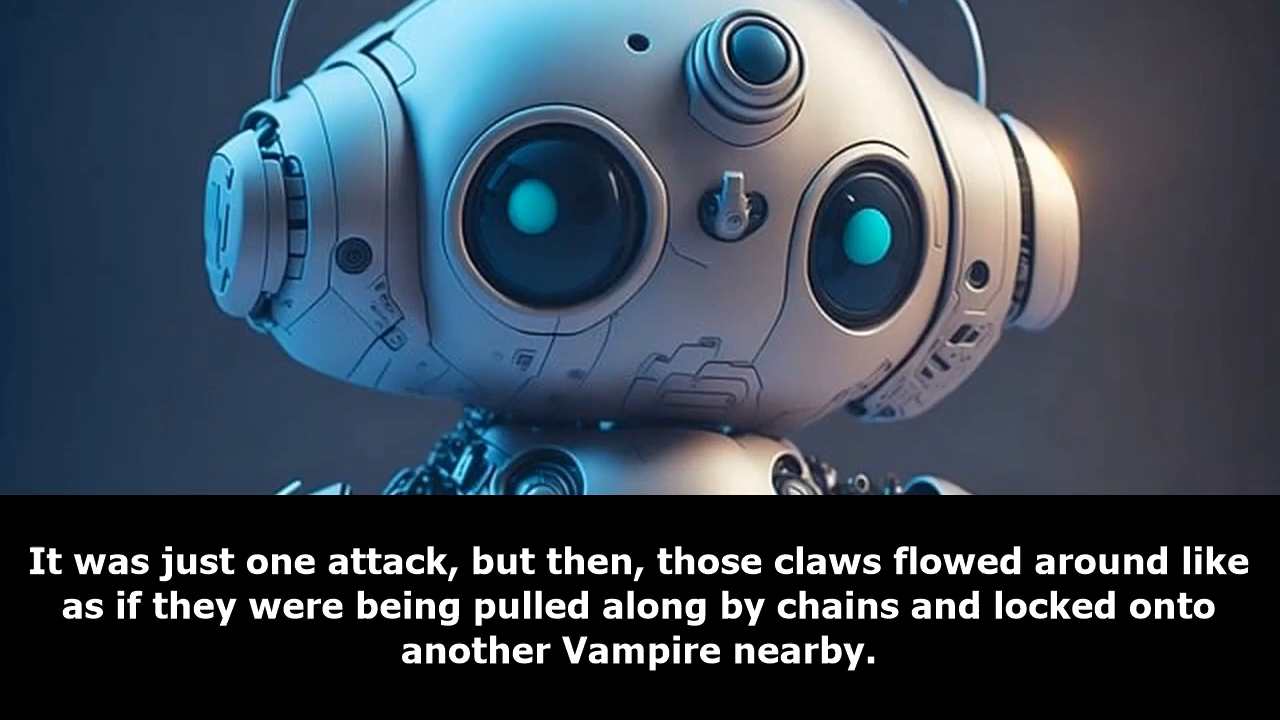 It was just one attack, but then, those claws flowed around like
as if they were being pulled along by chains and locked onto
another Vampire nearby.